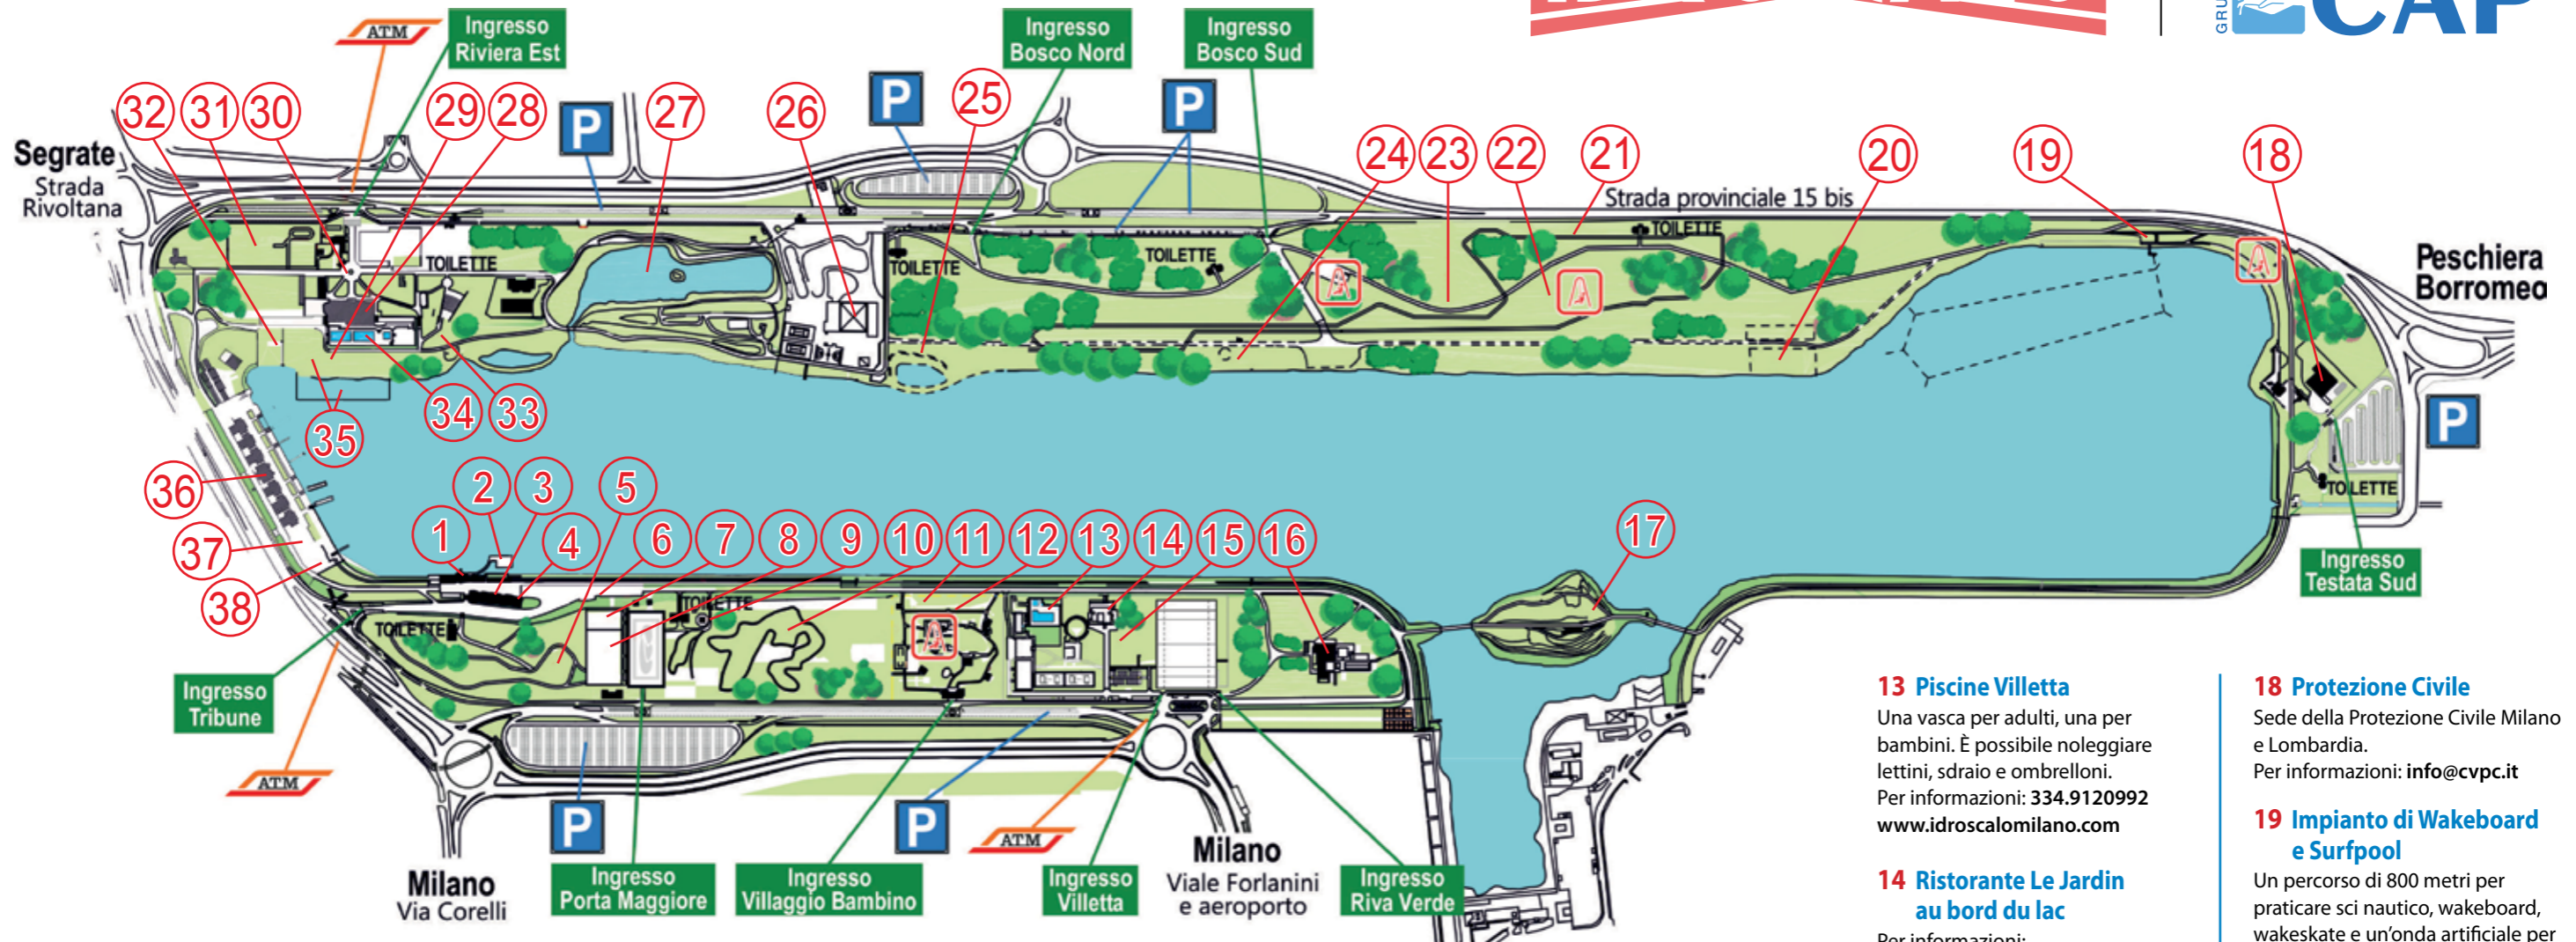 GRU
CAP
ATM
Ingresso
Riviera Est
Ingresso
Bosco Nord
Ingresso
Bosco Sud
P
P
P
32
31
30
29
28
27
26
25
24
23
22
21
20
19
18
Segrate
Strada
Rivoltana
Strada provinciale 15 bis
Peschiera
Borromeo
TOILETTE
TOILETTE
TOILETTE
TOILETTE
34
33
35
P
36
37
38
1
2
3
4
5
6
7
8
9
10
11
12
13
14
15
16
17
TOILETTE
TOILETTE
TOILETTE
Ingresso
Testata Sud
Ingresso
Tribune
ATM
P
P
ATM
Milano
Via Corelli
Ingresso
Porta Maggiore
Ingresso
Villaggio Bambino
Ingresso
Villetta
Milano
Viale Forlanini
e aeroporto
Ingresso
Riva Verde
13 Piscine Villetta
Una vasca per adulti, una per
bambini. È possibile noleggiare
lettini, sdraio e ombrelloni.
Per informazioni: 334.9120992
www.idroscalomilano.com
14 Ristorante Le Jardin
au bord du lac
Per informazioni:
18 Protezione Civile
Sede della Protezione Civile Milano
e Lombardia.
Per informazioni: info@cvpc.it
19 Impianto di Wakeboard
e Surfpool
Un percorso di 800 metri per
praticare sci nautico, wakeboard,
wakeskate e un'onda artificiale per